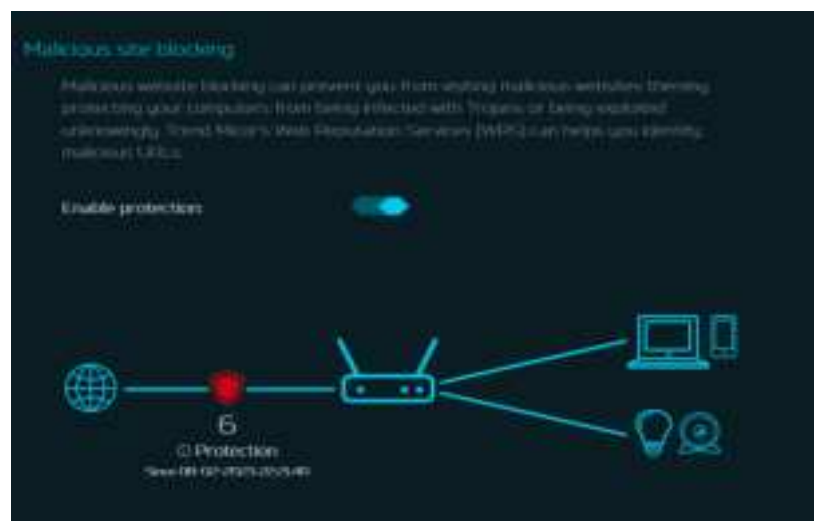 Malicious site blocking
Malicious website blocking can prevent you from visiting malicious websites thereby
protecting your computers from being infected with Trojans or being exploited
unknowingly. Trend Micro's Web Reputation Services (WRS) can helps you identify
malicious URLs.
Enable protection
6
Protection
Since